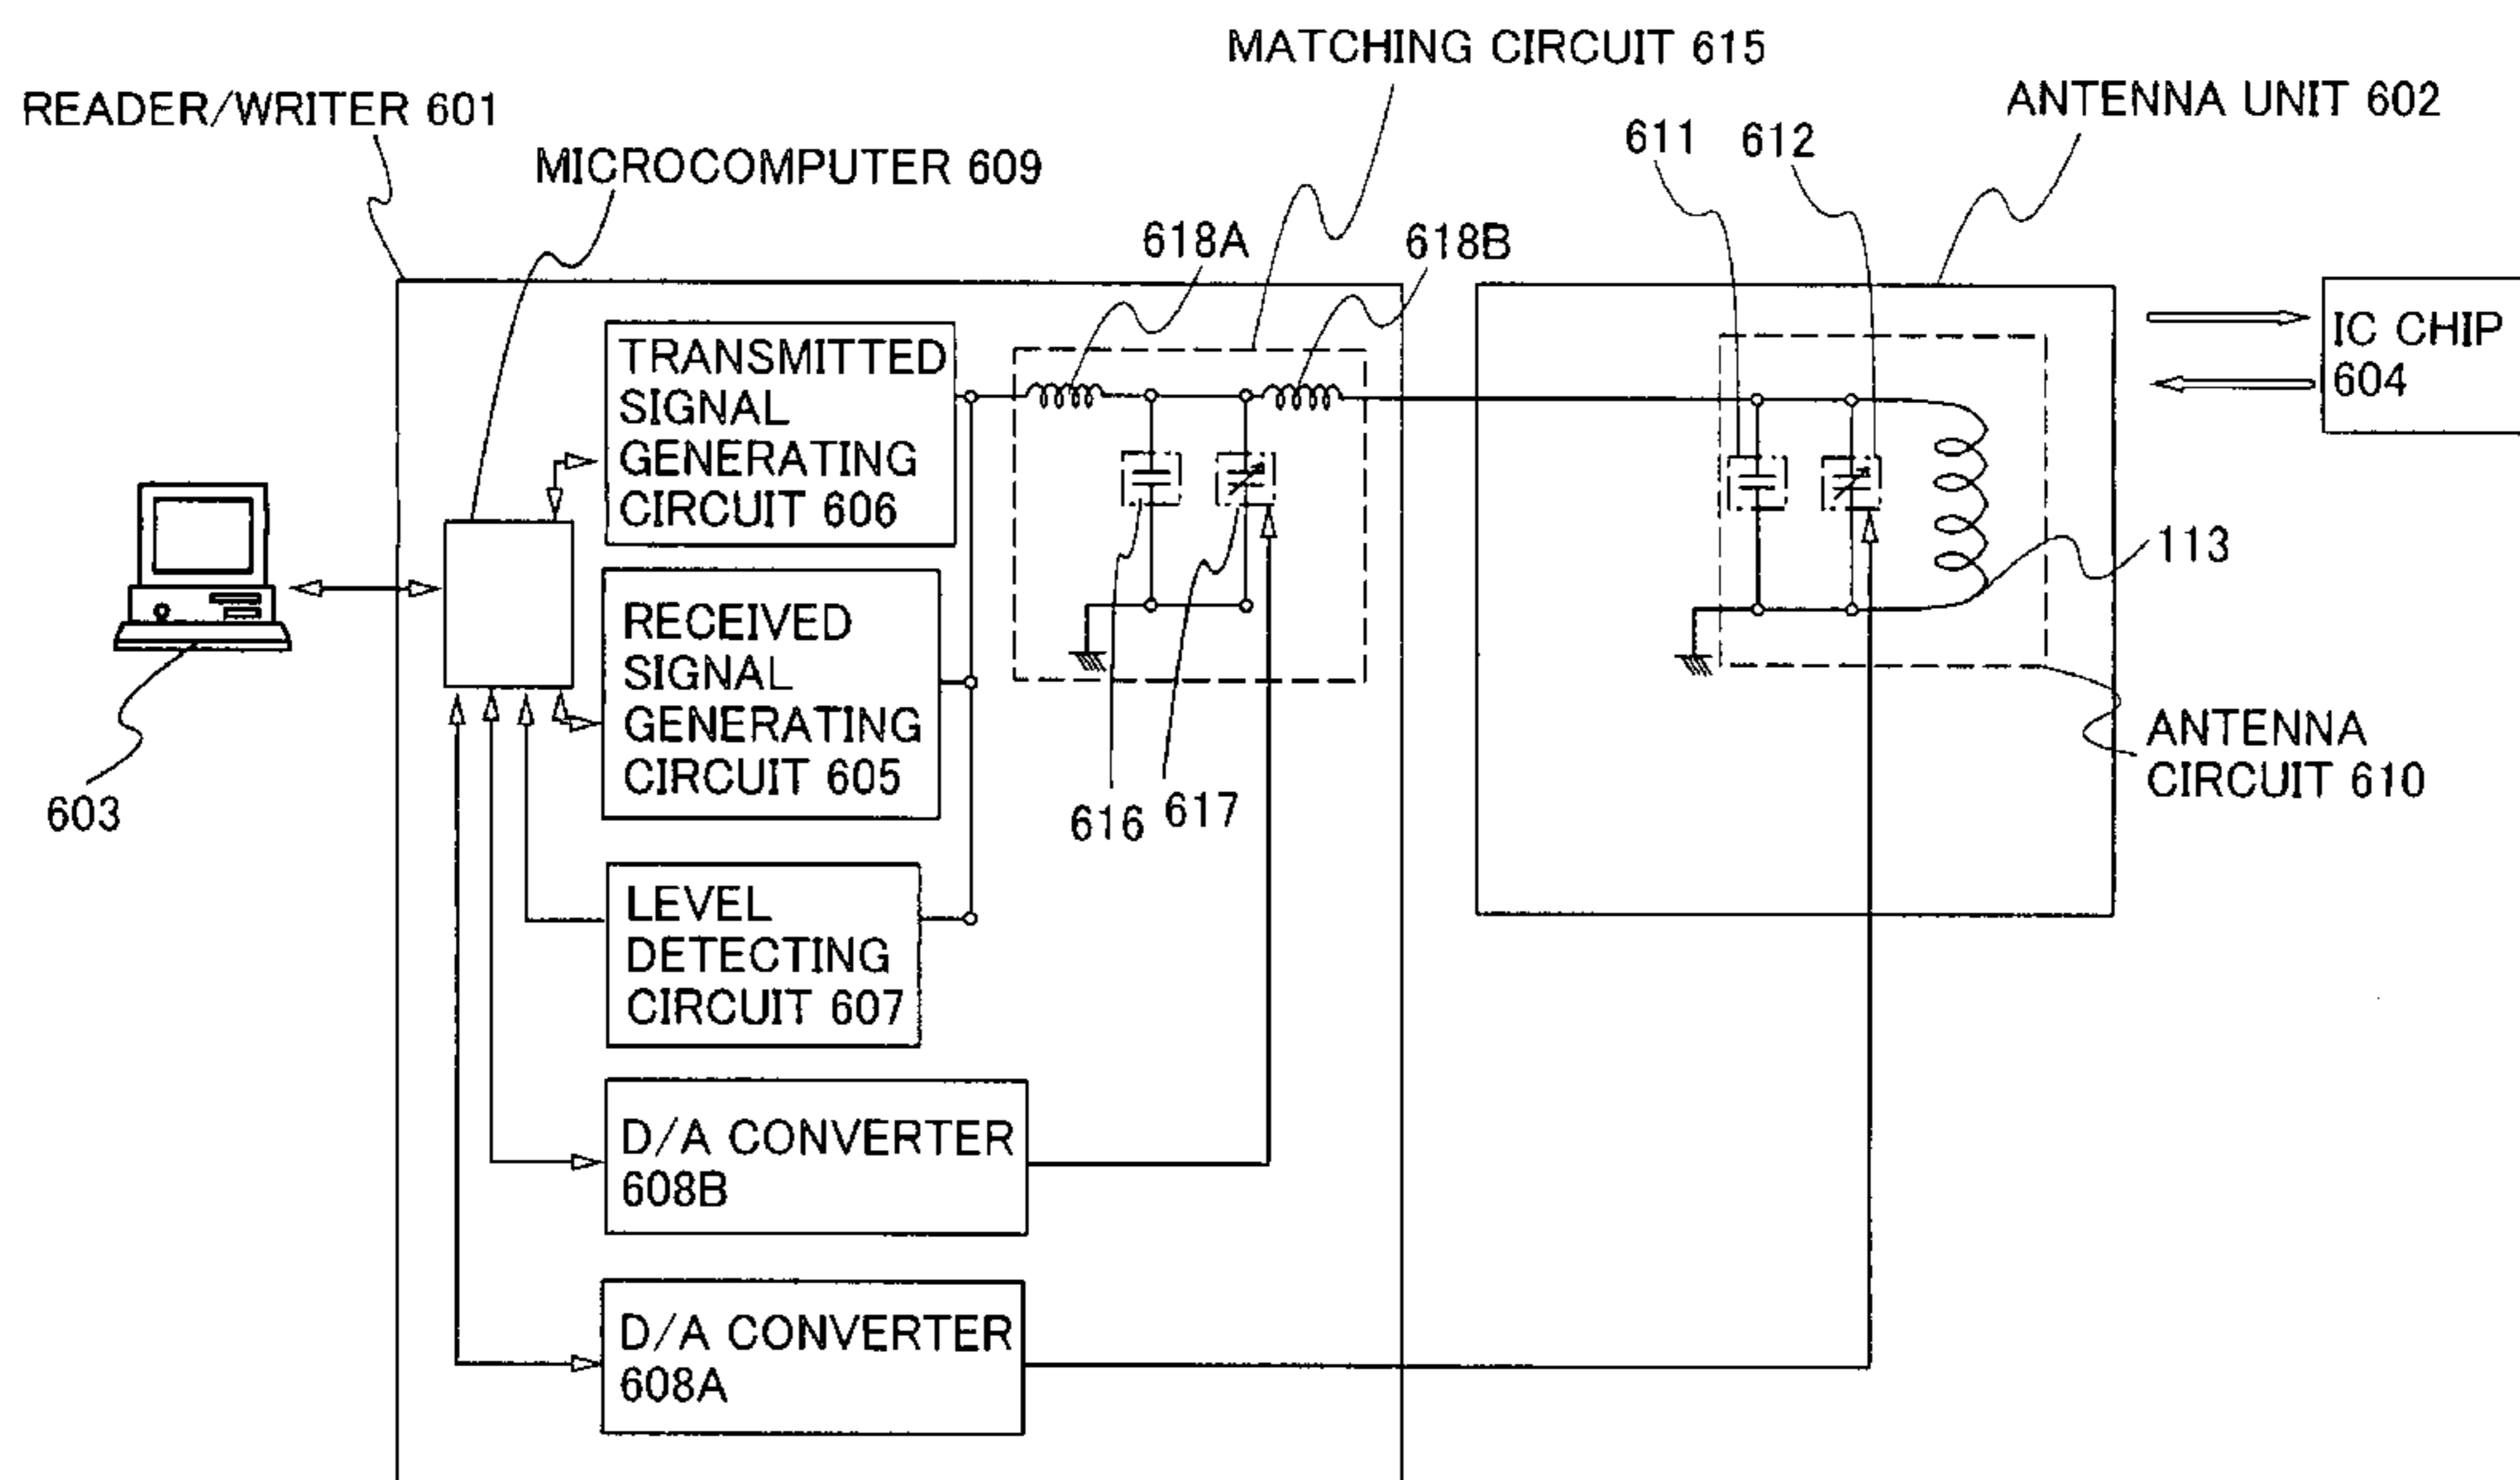 MATCHING CIRCUIT 615
READER/WRITER 601
ANTENNA UNIT 602
MICROCOMPUTER 609
611
612
618A
618B
TRANSMITTED
SIGNAL
GENERATING
CIRCUIT 606
IC CHIP
604
113
RECEIVED
SIGNAL
GENERATING
CIRCUIT 605
ANTENNA
CIRCUIT 610
603
616
617
LEVEL
DETECTING
CIRCUIT 607
D/A CONVERTER
608B
D/A CONVERTER
608A